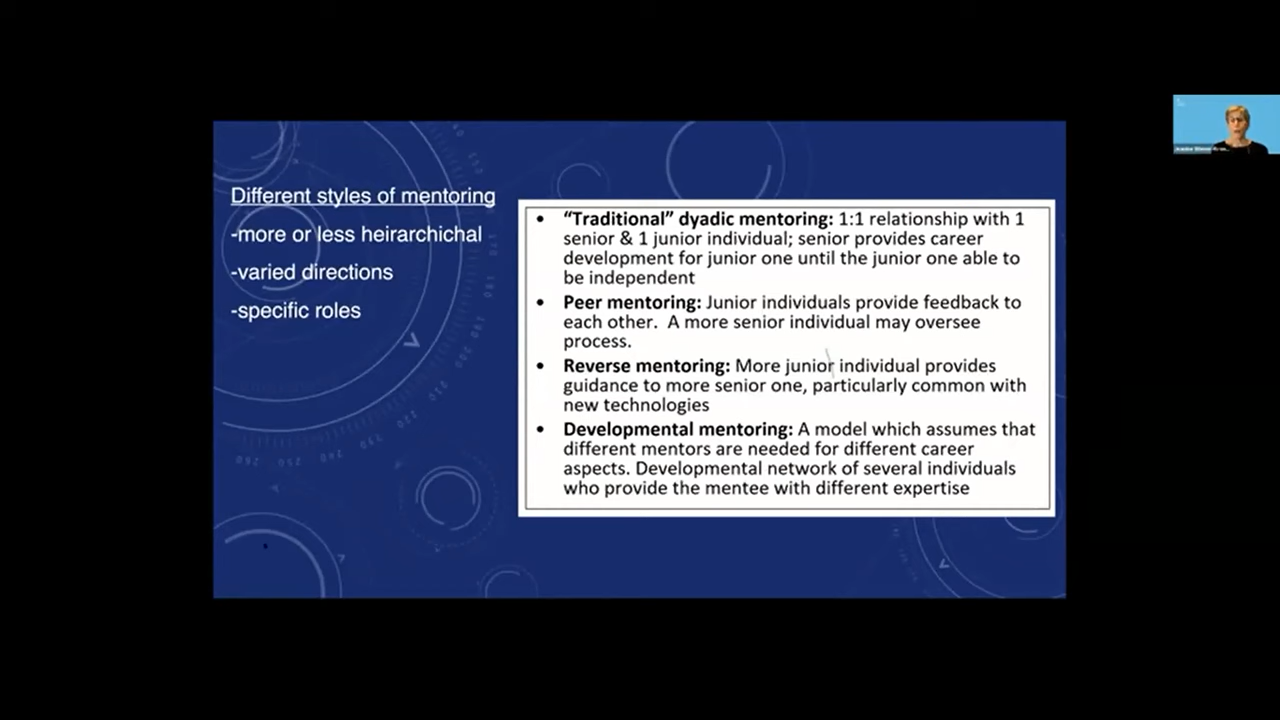 Different styles of mentoring
-more or less heirarchichal
-varied directions
-specific roles
• “Traditional” dyadic mentoring: 1:1 relationship with 1
senior & 1 junior individual; senior provides career
development for junior one until the junior one able to
be independent
• Peer mentoring: Junior individuals provide feedback to
each other. A more senior individual may oversee
process.
• Reverse mentoring: More junior individual provides
guidance to more senior one, particularly common with
new technologies
• Developmental mentoring: A model which assumes that
different mentors are needed for different career
aspects. Developmental network of several individuals
who provide the mentee with different expertise